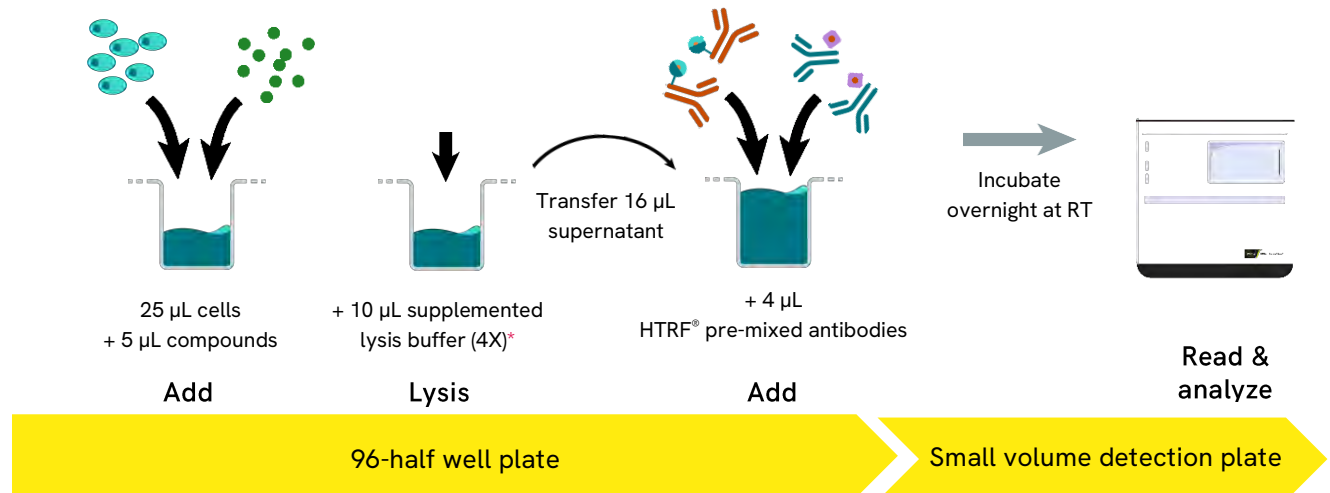 Transfer 16 µL
supernatant
Incubate
overnight at RT
25 µL cells
+ 5 µL compounds
+ 10 µL supplemented
lysis buffer (4X)*
+ 4 µL
HTRF® pre-mixed antibodies
Add
Lysis
Add
Read &
analyze
96-half well plate
Small volume detection plate